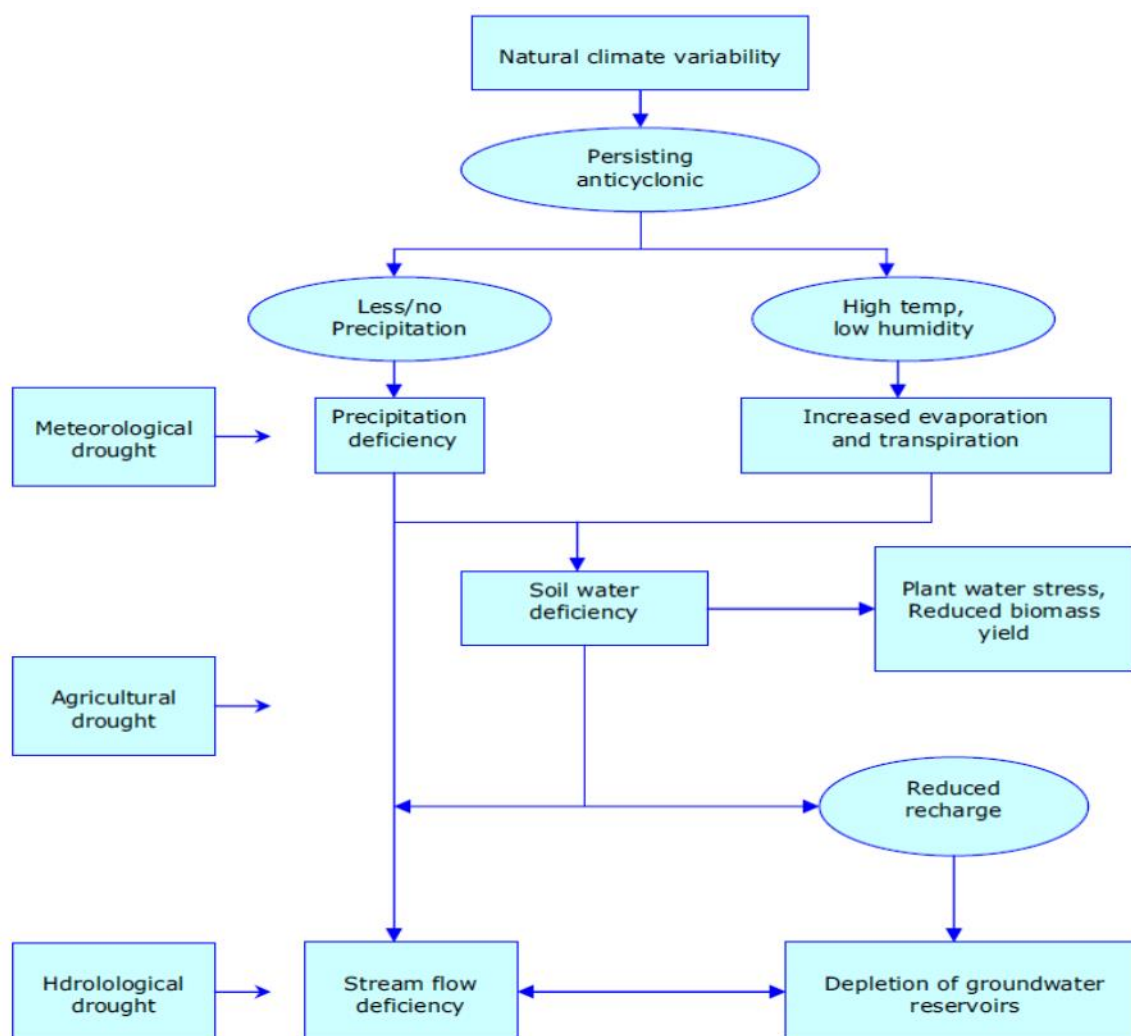 Natural climate variability
Persisting
anticyclonic
Less/no
Precipitation
High temp,
low humidity
Meteorological
drought
Precipitation
deficiency
Increased evaporation
and transpiration
Soil water
deficiency
Plant water stress,
Reduced biomass
yield
Agricultural
drought
Reduced
recharge
Hdrolological
drought
Stream flow
deficiency
Depletion of groundwater
reservoirs